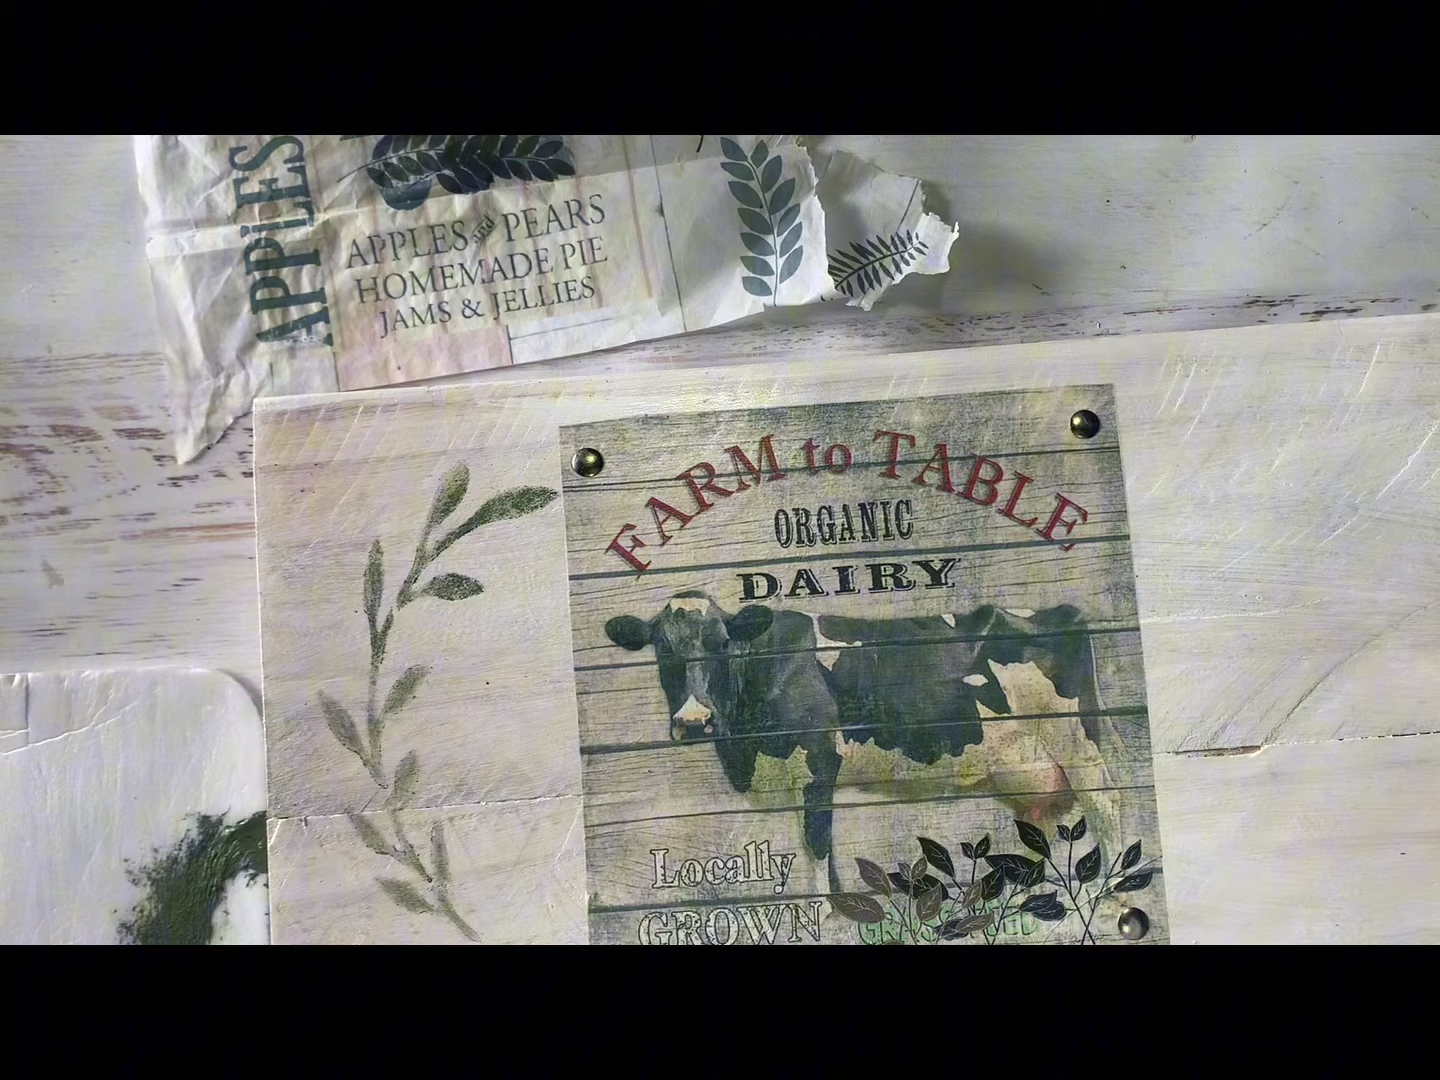 APPLES
APPLES and PEARS
HOMEMADE PIE
JAMS & JELLIES
FARM to TABLE
ORGANIC
DAIRY
Locally
GROWN